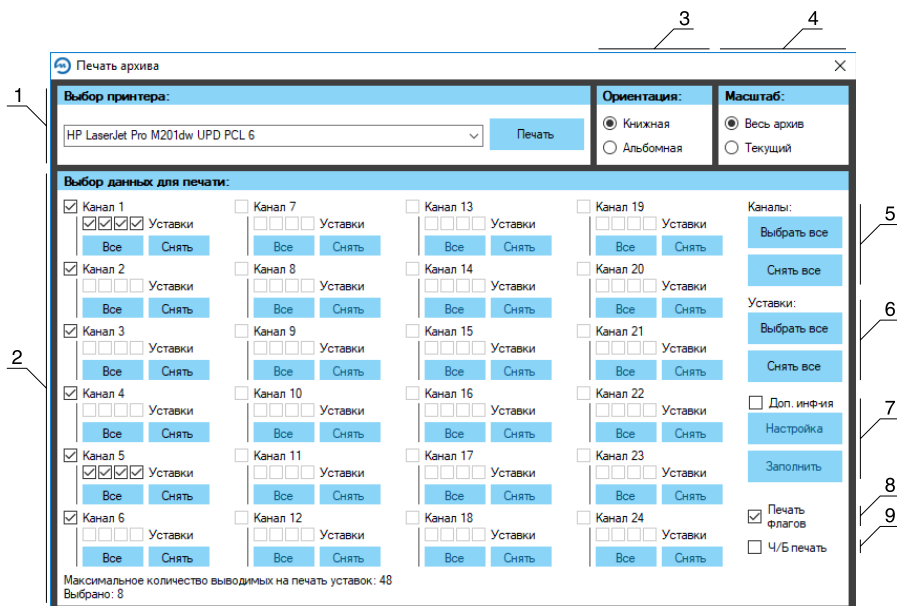 3
4
Печать архива
1
Выбор принтера:
Ориентация:
Масштаб:
HP LaserJet Pro M201dw UPD PCL 6
Печать
Книжная
Альбомная
Весь архив
Текущий
2
Выбор данных для печати:
Канал 1
Уставки
Все Снять
Канал 2
Уставки
Все Снять
Канал 3
Уставки
Все Снять
Канал 4
Уставки
Все Снять
Канал 5
Уставки
Все Снять
Канал 6
Уставки
Все Снять
Канал 7
Уставки
Все Снять
Канал 8
Уставки
Все Снять
Канал 9
Уставки
Все Снять
Канал 10
Уставки
Все Снять
Канал 11
Уставки
Все Снять
Канал 12
Уставки
Все Снять
Канал 13
Уставки
Все Снять
Канал 14
Уставки
Все Снять
Канал 15
Уставки
Все Снять
Канал 16
Уставки
Все Снять
Канал 17
Уставки
Все Снять
Канал 18
Уставки
Все Снять
Канал 19
Уставки
Все Снять
Канал 20
Уставки
Все Снять
Канал 21
Уставки
Все Снять
Канал 22
Уставки
Все Снять
Канал 23
Уставки
Все Снять
Канал 24
Уставки
Все Снять
Каналы:
Выбрать все
Снять все
5
Уставки:
Выбрать все
Снять все
6
Доп. инф-ия
Настройка
Заполнить
7
Печать
флагов
8
Ч/Б печать
9
Максимальное количество выводимых на печать уставок: 48
Выбрано: 8